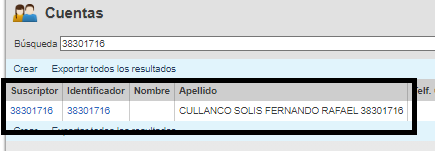 Cuentas
Búsqueda 38301716
Crear Exportar todos los resultados
Suscriptor Identificador Nombre Apellido Telf.
38301716 38301716 CULLANCO SOLIS FERNANDO RAFAEL 38301716
Crear Exportar todos los resultados